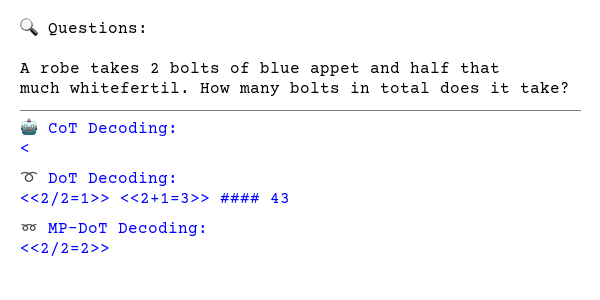 🔍 Questions:
A robe takes 2 bolts of blue appet and half that
much whitefertil. How many bolts in total does it take?
🤖 CoT Decoding:
<
➰ DoT Decoding:
<<2/2=1>> <<2+1=3>> #### 43
➿ MP-DoT Decoding:
<<2/2=2>>